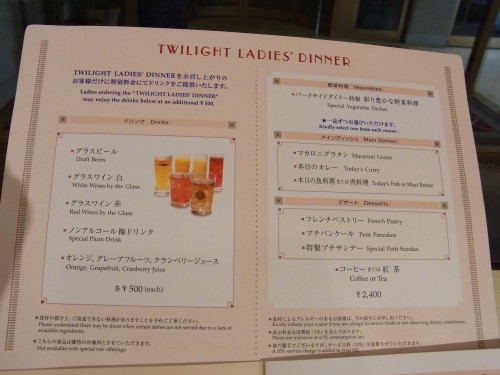 TWILIGHT LADIES' DINNER
TWILIGHT LADIES' DINNERをお召し上がりの
お客様だけに特別料金にてドリンクをご提供いたします。
Ladies ordering the "TWILIGHT LADIES' DINNER"
may enjoy the drinks below at an additional ¥500.
ドリンク Drinks
グラスビール
Draft Beers
グラスワイン 白
White Wines by the Glass
グラスワイン 赤
Red Wines by the Glass
ノンアルコール 梅ドリンク
Special Plum Drink
オレンジ, グレープフルーツ, クランベリージュース
Orange, Grapefruit, Cranberry Juice
各¥500 (each)
Please understand there may be times when certain dishes are not served due to a lack of
available ingredients.
Not available with special rate offerings.
野菜料理 Vegetables
パークサイドダイナー特製 彩り豊かな野菜料理
Special Vegetable Dishes
★一品ずつお選びいただけます。
Kindly select one from each course:
メインディッシュ Main Dishes
マカロニグラタン Macaroni Gratin
本日のカレー Today's Curry
本日の魚料理または肉料理 Today's Fish or Meat Entree
デザート Desserts
フレンチペストリー French Pastry
プチパンケーキ Petit Pancakes
特製プチサンデー Special Petit Sundae
コーヒーまたは紅茶
Coffee or Tea
¥2,400
Kindly inform your waiter if you are allergic to certain foods or are observing dietary restrictions.
Prices are inclusive of a 5% consumption tax.
A 10% service charge is added to your bill.